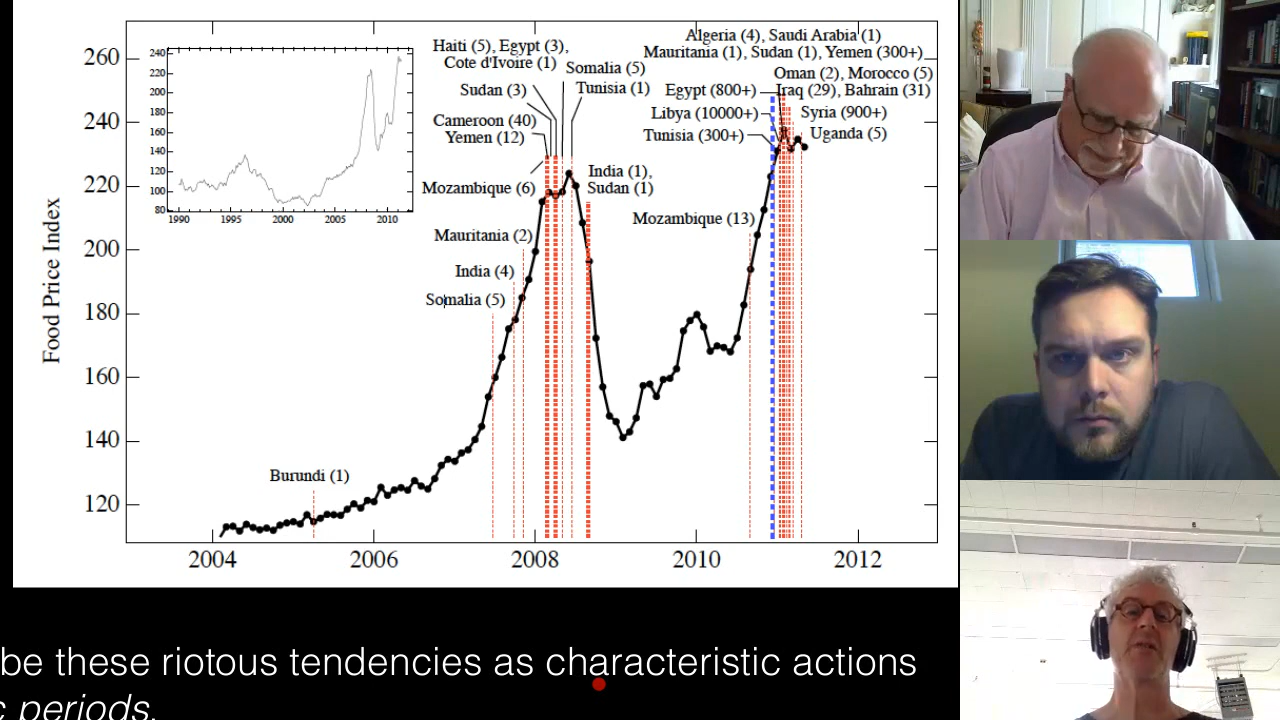 Food Price Index
260
240
220
200
180
160
140
120
2004
2006
2008
2010
2012
240
220
200
180
160
140
120
100
80
1990
1995
2000
2005
2010
Haiti (5), Egypt (3),
Cote d'Ivoire (1)
Somalia (5)
Sudan (3)
Tunisia (1)
Cameroon (40)
Yemen (12)
Mozambique (6)
India (1),
Sudan (1)
Mauritania (2)
India (4)
Somalia (5)
Burundi (1)
Algeria (4), Saudi Arabia (1)
Mauritania (1), Sudan (1), Yemen (300+)
Oman (2), Morocco (5)
Egypt (800+)
Iraq (29), Bahrain (31)
Libya (10000+)
Syria (900+)
Tunisia (300+)
Uganda (5)
Mozambique (13)
be these riotous tendencies as characteristic actions
c periods.